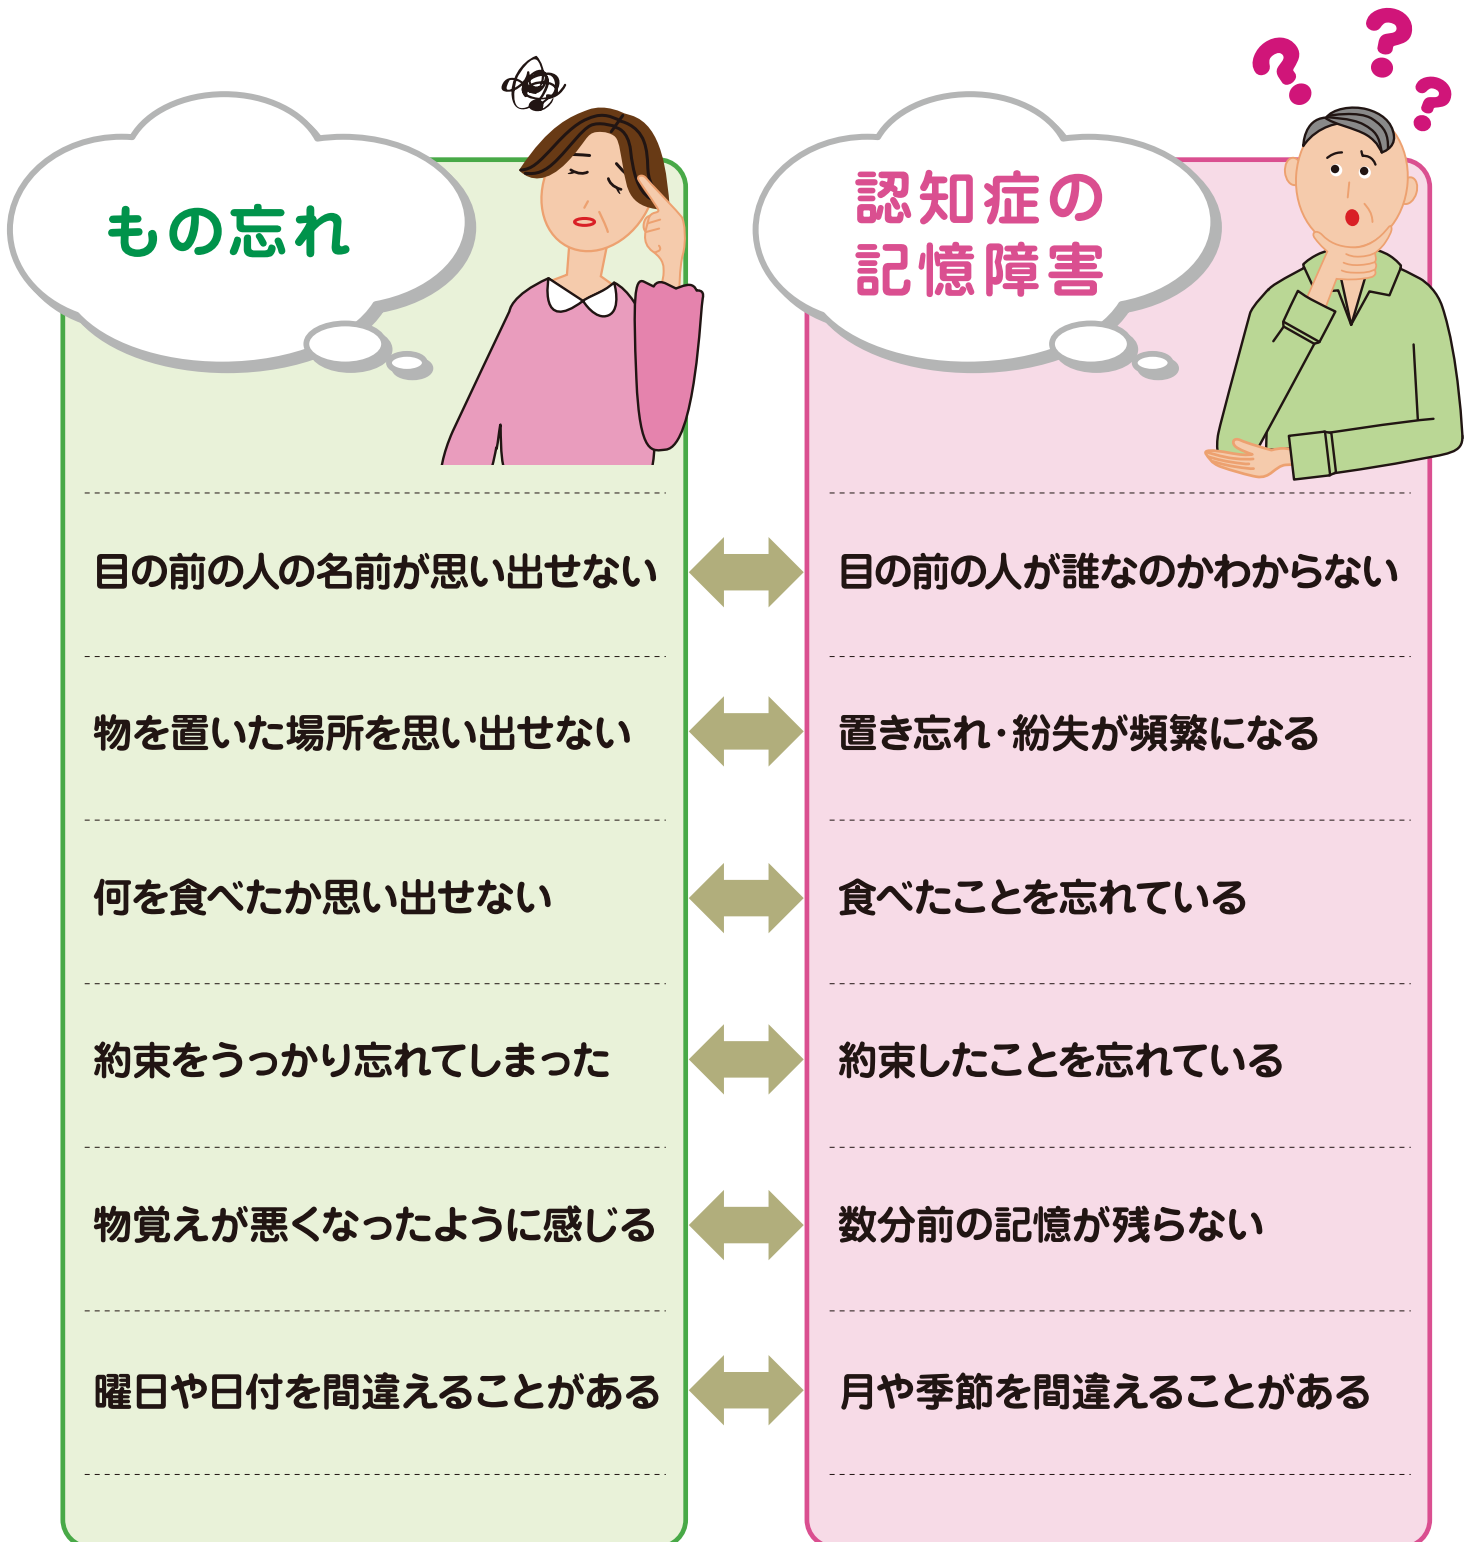 もの忘れ
認知症の
記憶障害
目の前の人の名前が思い出せない
目の前の人が誰なのかわからない
物を置いた場所を思い出せない
置き忘れ・紛失が頻繁になる
何を食べたか思い出せない
食べたことを忘れている
約束をうっかり忘れてしまった
約束したことを忘れている
物覚えが悪くなったように感じる
数分前の記憶が残らない
曜日や日付を間違えることがある
月や季節を間違えることがある